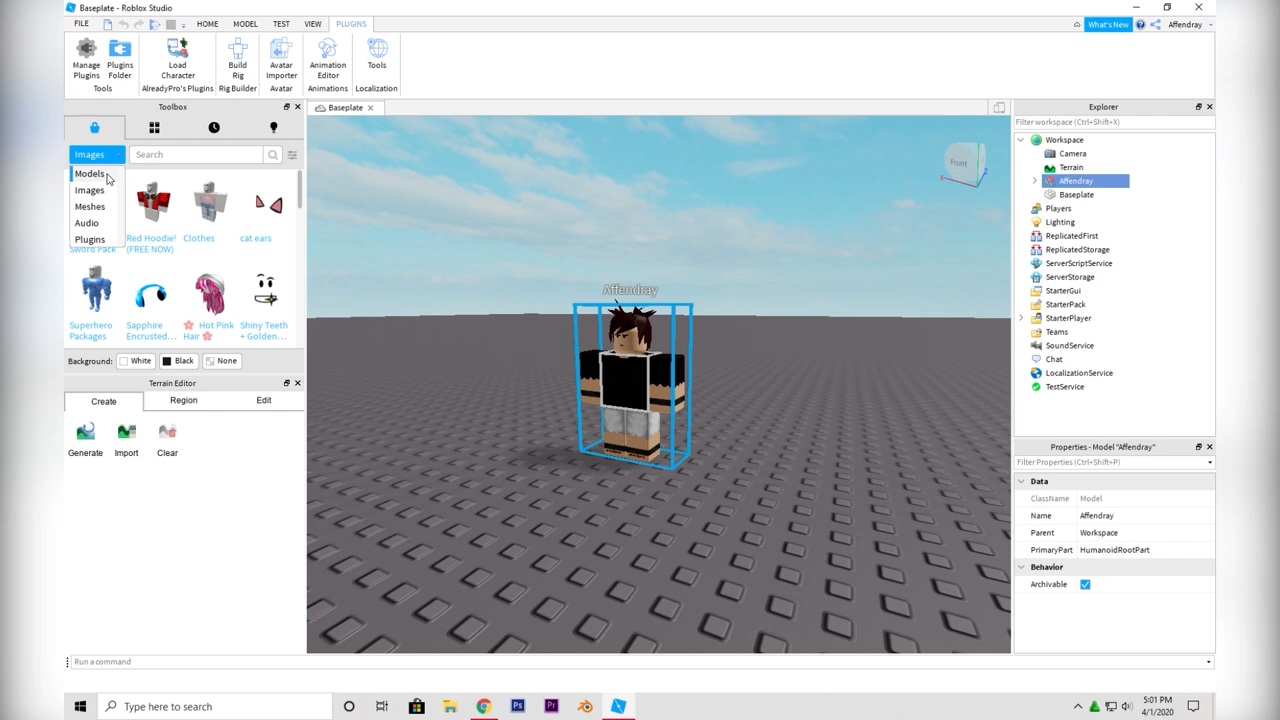 Baseplate - Roblox Studio
FILE HOME MODEL TEST VIEW PLUGINS What's New Affendray
Manage Plugins Plugins Folder Load Character Build Rig Avatar Importer Animation Editor Tools
Tools AlreadyPro's Plugins Rig Builder Avatar Animations Localization
Toolbox
Baseplate
Explorer
Filter workspace (Ctrl+Shift+X)
Images Search
Models
Images
Meshes
Audio
Plugins
Sword Pack
Red Hoodie! (FREE NOW)
Clothes
cat ears
Superhero Packages
Sapphire Encrusted...
Hot Pink Hair
Shiny Teeth + Golden...
Background: White Black None
Terrain Editor
Create Region Edit
Generate Import Clear
Front
X
Z
Affendray
Workspace
Camera
Terrain
Affendray
Baseplate
Players
Lighting
ReplicatedFirst
ReplicatedStorage
ServerScriptService
ServerStorage
StarterGui
StarterPack
StarterPlayer
Teams
SoundService
Chat
LocalizationService
TestService
Properties - Model "Affendray"
Filter Properties (Ctrl+Shift+P)
Data
ClassName Model
Name Affendray
Parent Workspace
PrimaryPart HumanoidRootPart
Behavior
Archivable
Run a command
Type here to search
Ps
Pr
5:01 PM
4/1/2020